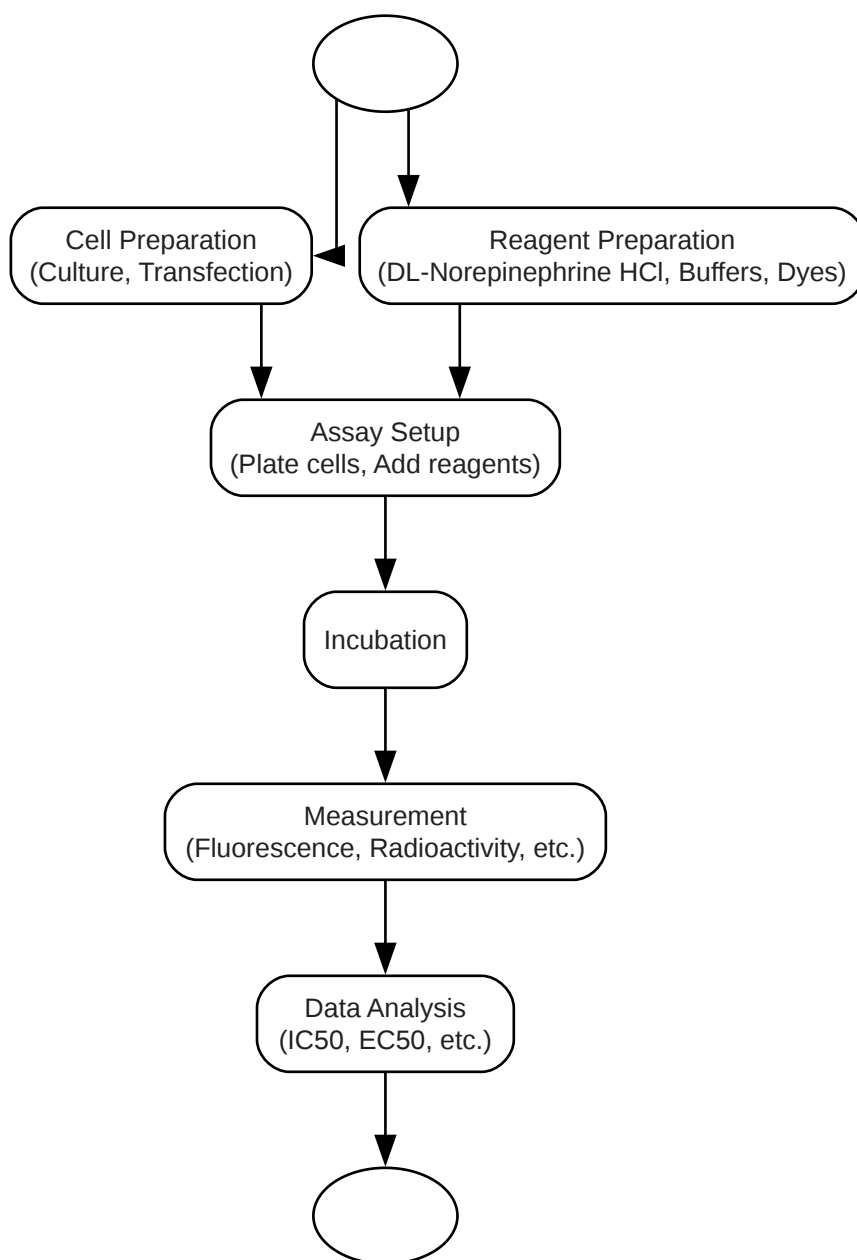 Cell Preparation
(Culture, Transfection)
Reagent Preparation
(DL-Norepinephrine HCl, Buffers, Dyes)
Assay Setup
(Plate cells, Add reagents)
Incubation
Measurement
(Fluorescence, Radioactivity, etc.)
Data Analysis
(IC50, EC50, etc.)